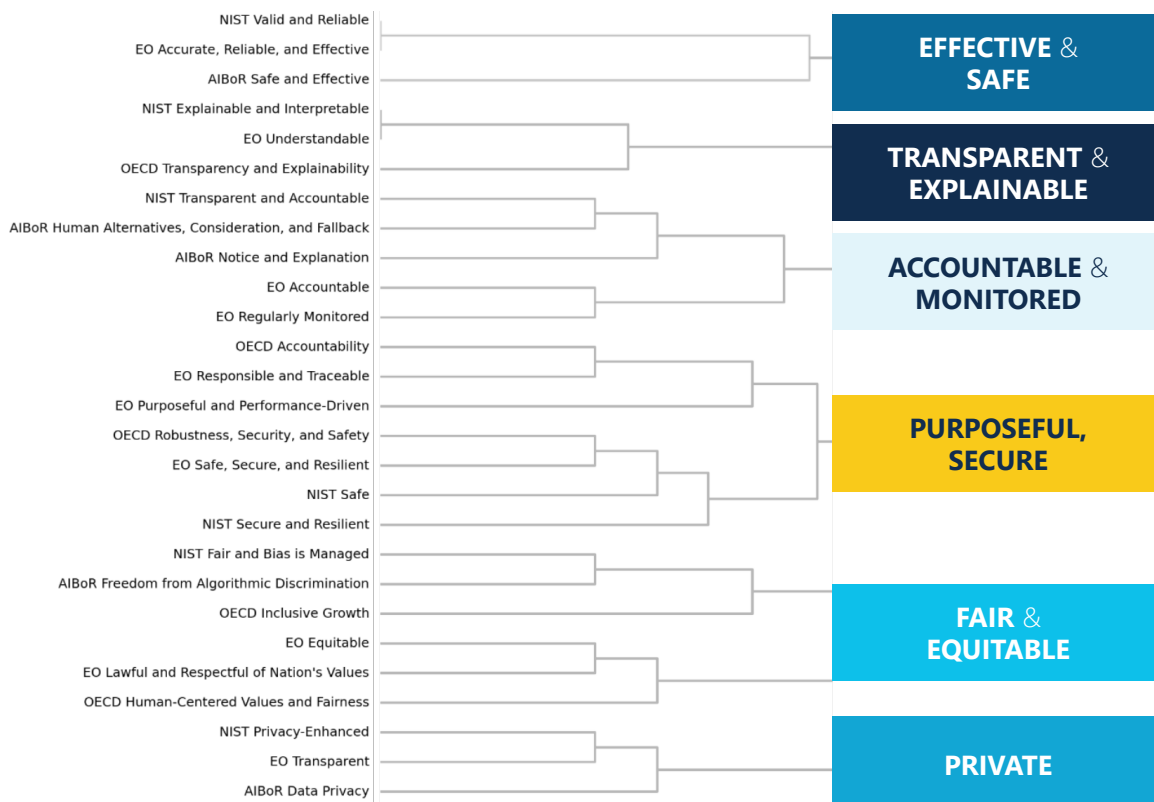 NIST Valid and Reliable
EO Accurate, Reliable, and Effective
AIBoR Safe and Effective
NIST Explainable and Interpretable
EO Understandable
OECD Transparency and Explainability
NIST Transparent and Accountable
AIBoR Human Alternatives, Consideration, and Fallback
AIBoR Notice and Explanation
EO Accountable
EO Regularly Monitored
OECD Accountability
EO Responsible and Traceable
EO Purposeful and Performance-Driven
OECD Robustness, Security, and Safety
EO Safe, Secure, and Resilient
NIST Safe
NIST Secure and Resilient
NIST Fair and Bias is Managed
AIBoR Freedom from Algorithmic Discrimination
OECD Inclusive Growth
EO Equitable
EO Lawful and Respectful of Nation's Values
OECD Human-Centered Values and Fairness
NIST Privacy-Enhanced
EO Transparent
AIBoR Data Privacy
EFFECTIVE &
SAFE
TRANSPARENT &
EXPLAINABLE
ACCOUNTABLE &
MONITORED
PURPOSEFUL,
SECURE
FAIR &
EQUITABLE
PRIVATE